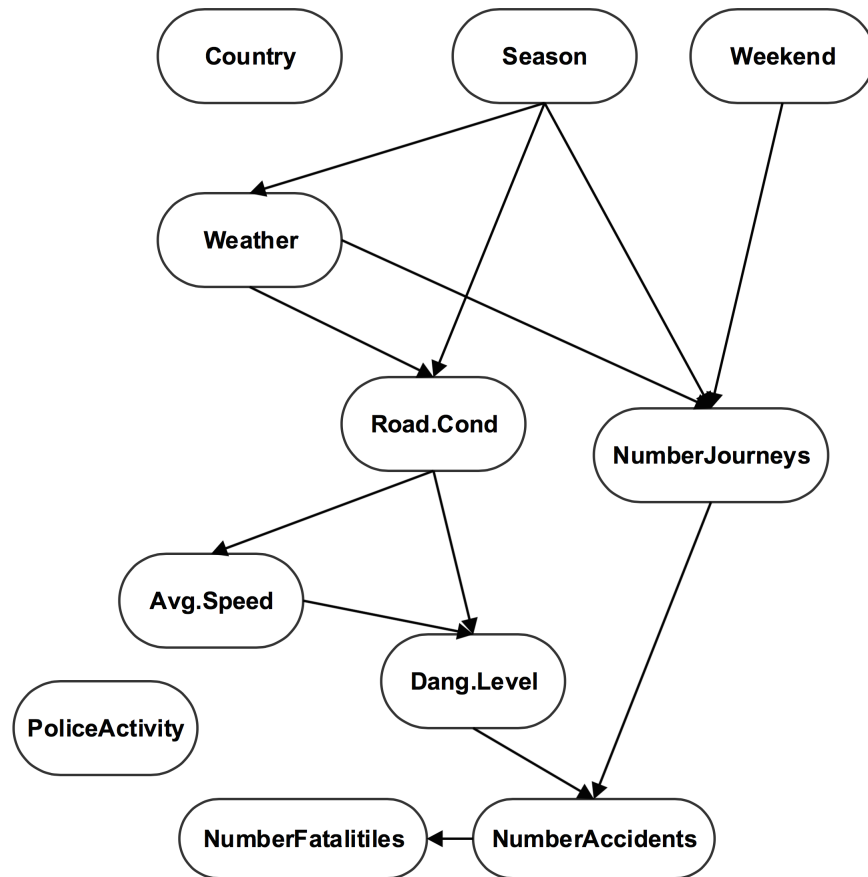 Country
Season
Weekend
Weather
Road.Cond
NumberJourneys
Avg.Speed
Dang.Level
PoliceActivity
NumberFatalitiles
NumberAccidents